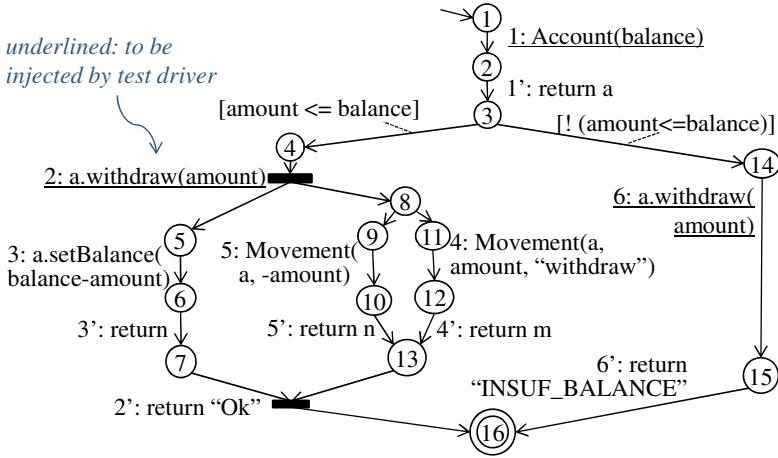 1
underlined: to be
injected by test driver
1: Account(balance)
2
1’: return a
[amount <= balance]
3
[! (amount<=balance)]
4
14
2: a.withdraw(amount)
6: a.withdraw(
amount)
8
5
9
11
3: a.setBalance(
balance-amount)
5: Movement(
a, -amount)
4: Movement(a,
amount, “withdraw”)
6
10
12
3’: return
5’: return n
4’: return m
7
13
6’: return
“INSUF_BALANCE”
15
2’: return “Ok”
16